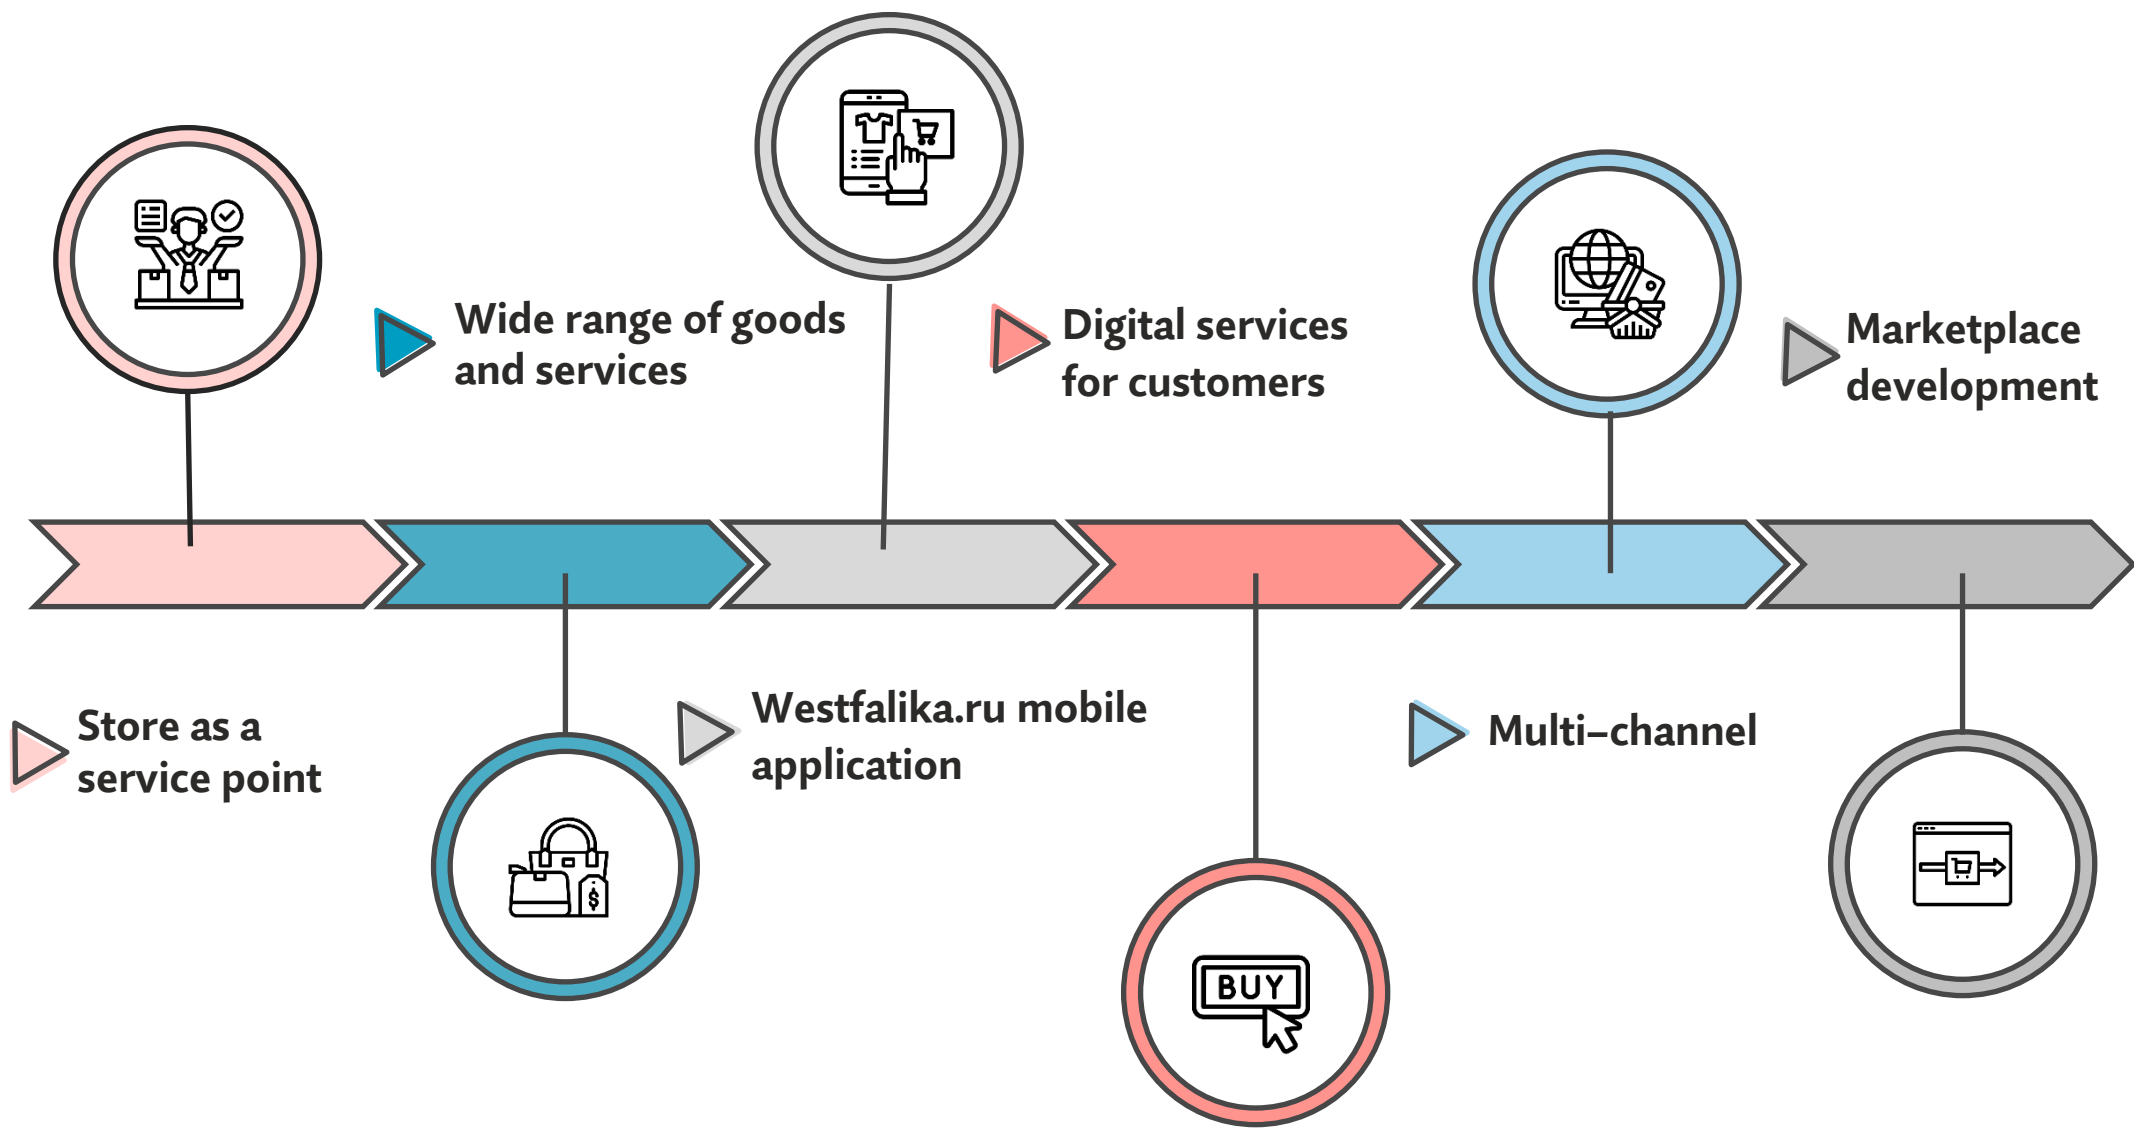 Wide range of goods
and services
Digital services
for customers
Marketplace
development
Store as a
service point
Westfalika.ru mobile
application
Multi–channel
$
BUY